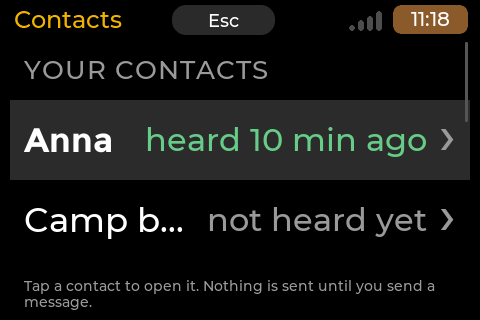 Contacts
Esc
11:18
YOUR CONTACTS
Anna heard 10 min ago
Camp b... not heard yet
Tap a contact to open it. Nothing is sent until you send a
message.